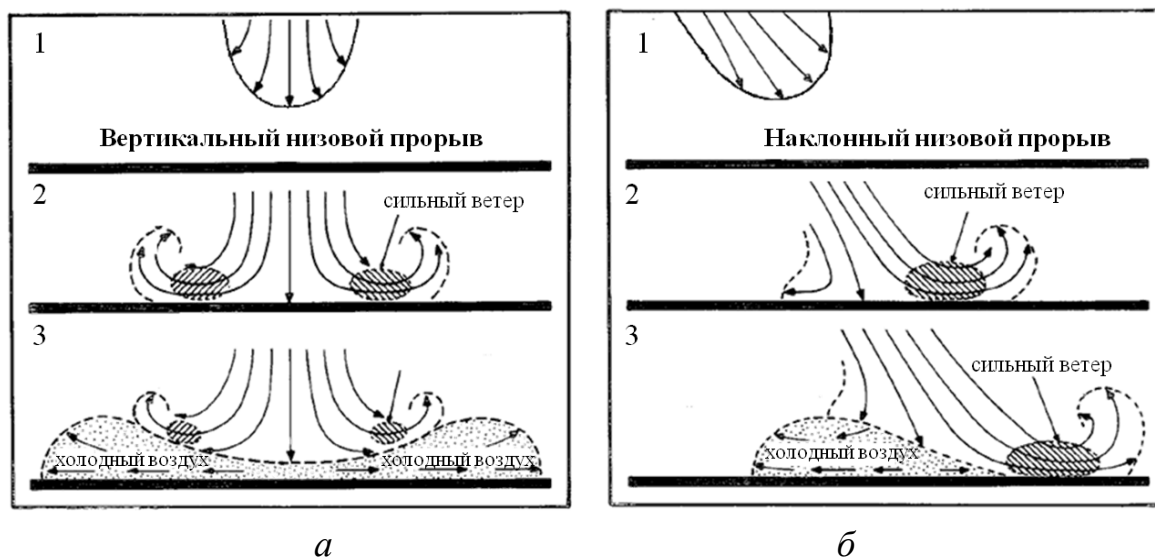 1
Вертикальный низовой прорыв
2
сильный ветер
3
холодный воздух
холодный воздух
а
1
Наклонный низовой прорыв
2
сильный ветер
3
сильный ветер
холодный воздух
б